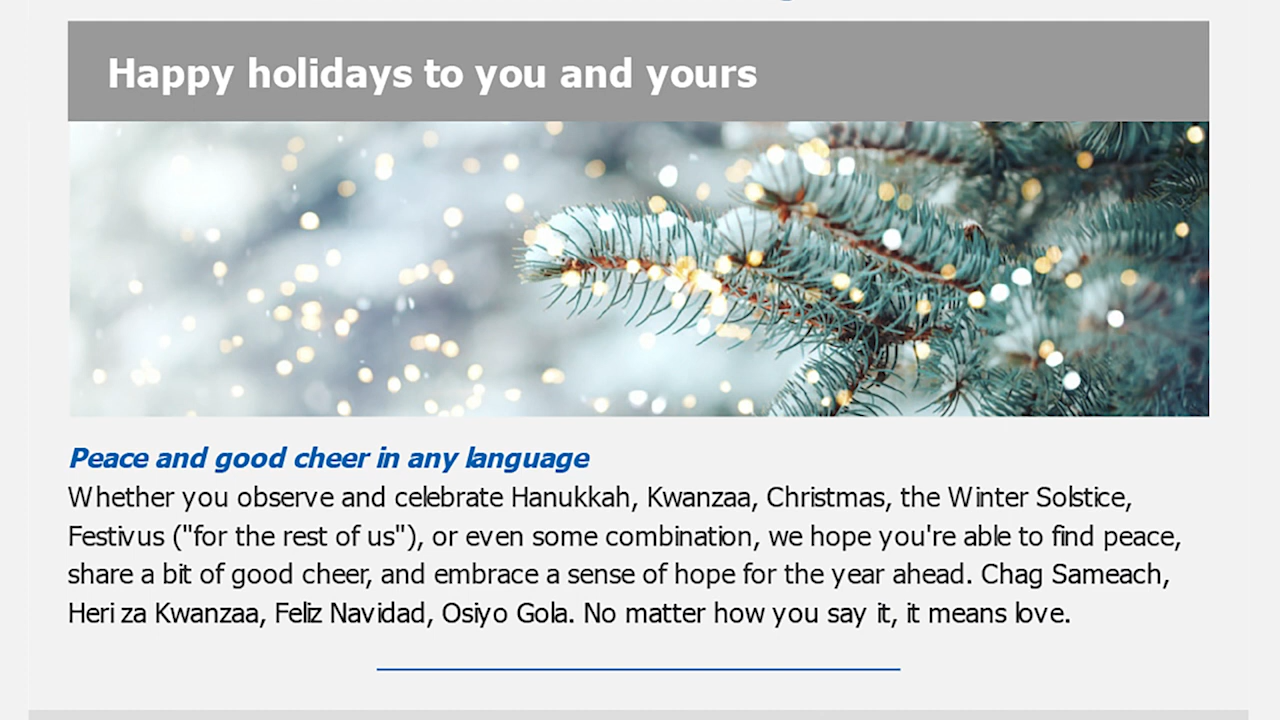 Happy holidays to you and yours
Peace and good cheer in any language
Whether you observe and celebrate Hanukkah, Kwanzaa, Christmas, the Winter Solstice,
Festivus ("for the rest of us"), or even some combination, we hope you're able to find peace,
share a bit of good cheer, and embrace a sense of hope for the year ahead. Chag Sameach,
Heri za Kwanzaa, Feliz Navidad, Osiyo Gola. No matter how you say it, it means love.